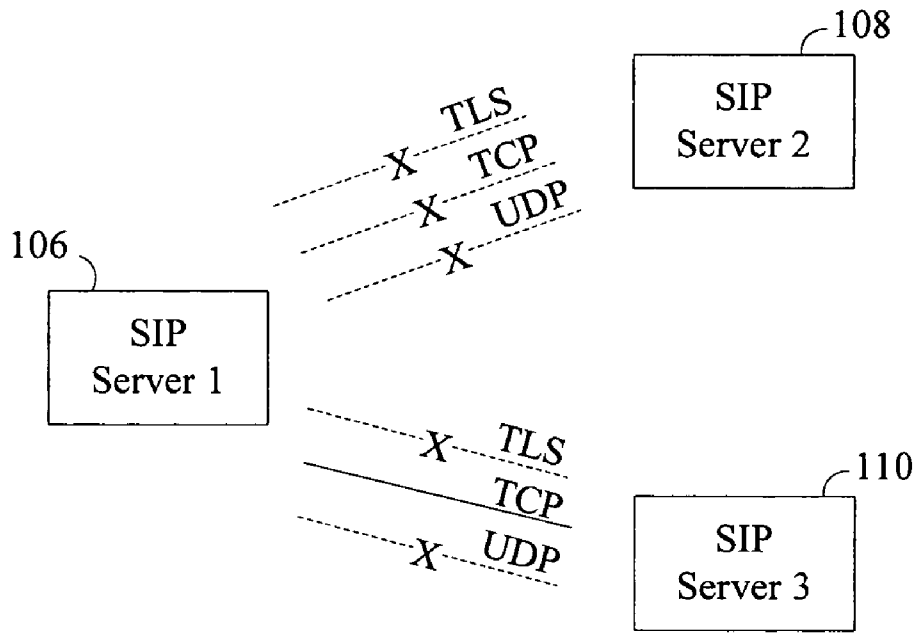 108
SIP
Server 2
TLS
X
TCP
X
UDP
X
106
SIP
Server 1
TLS
X
TCP
UDP
X
110
SIP
Server 3